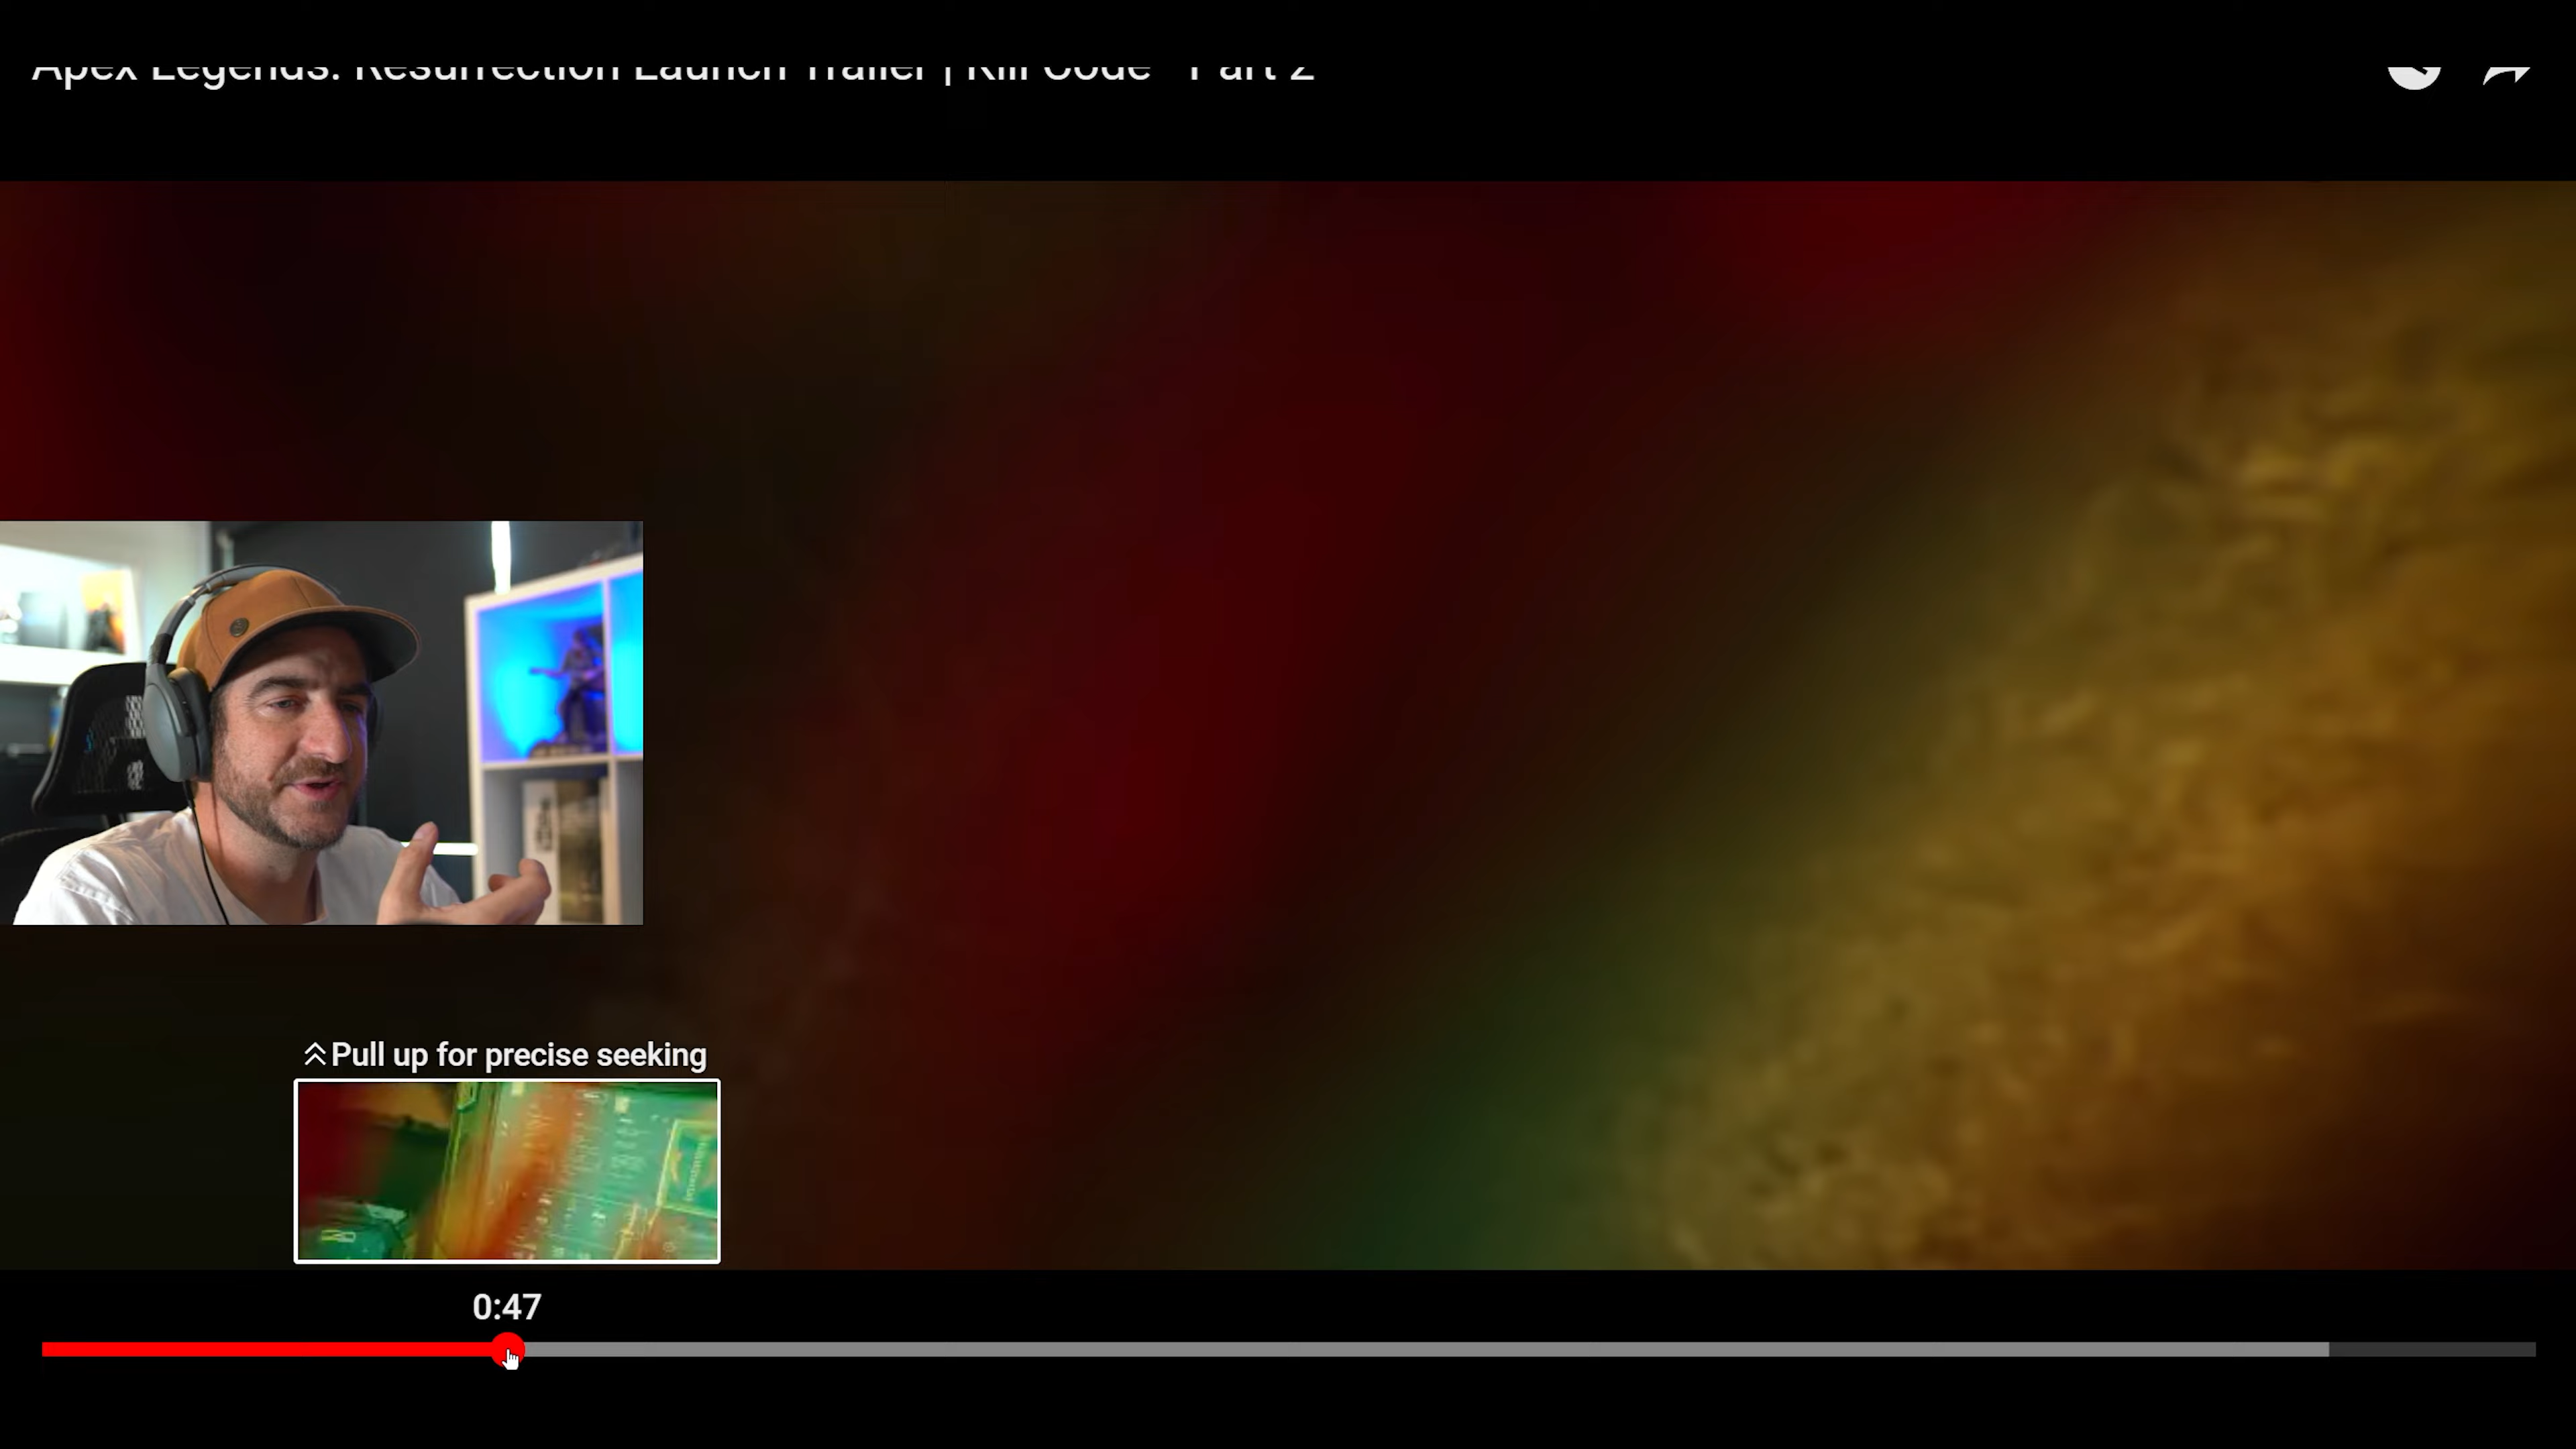 Apex Legends: Resurrection Launch Trailer | Kill Code - Part 2
Pull up for precise seeking
0:47